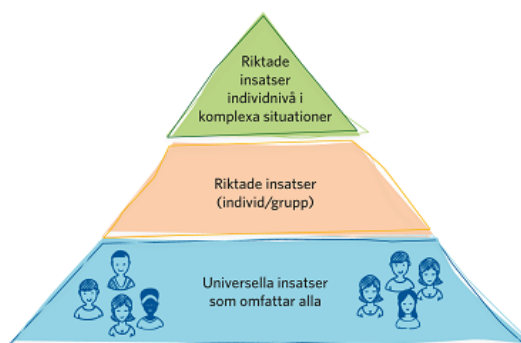 Riktade
insatser
individnivå i
komplexa situationer
Riktade insatser
(individ/grupp)
Universella insatser
som omfattar alla